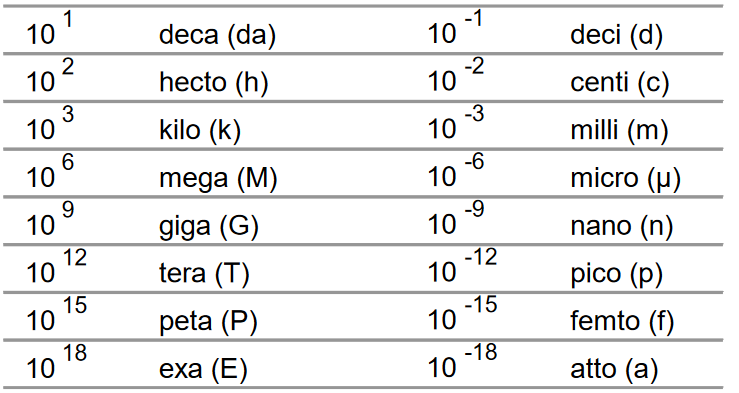 10 1 deca (da) 10 -1 deci (d)
10 2 hecto (h) 10 -2 centi (c)
10 3 kilo (k) 10 -3 milli (m)
10 6 mega (M) 10 -6 micro (µ)
10 9 giga (G) 10 -9 nano (n)
10 12 tera (T) 10 -12 pico (p)
10 15 peta (P) 10 -15 femto (f)
10 18 exa (E) 10 -18 atto (a)